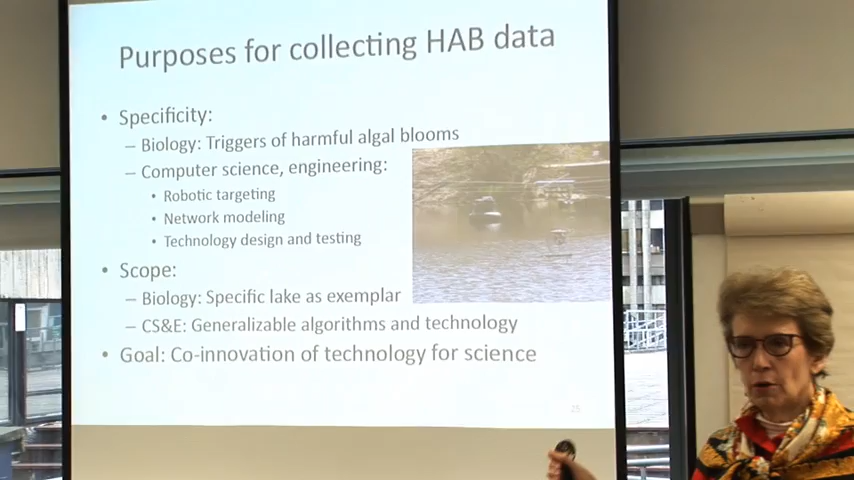 Purposes for collecting HAB data
• Specificity:
– Biology: Triggers of harmful algal blooms
– Computer science, engineering:
• Robotic targeting
• Network modeling
• Technology design and testing
• Scope:
– Biology: Specific lake as exemplar
– CS&E: Generalizable algorithms and technology
• Goal: Co-innovation of technology for science
25